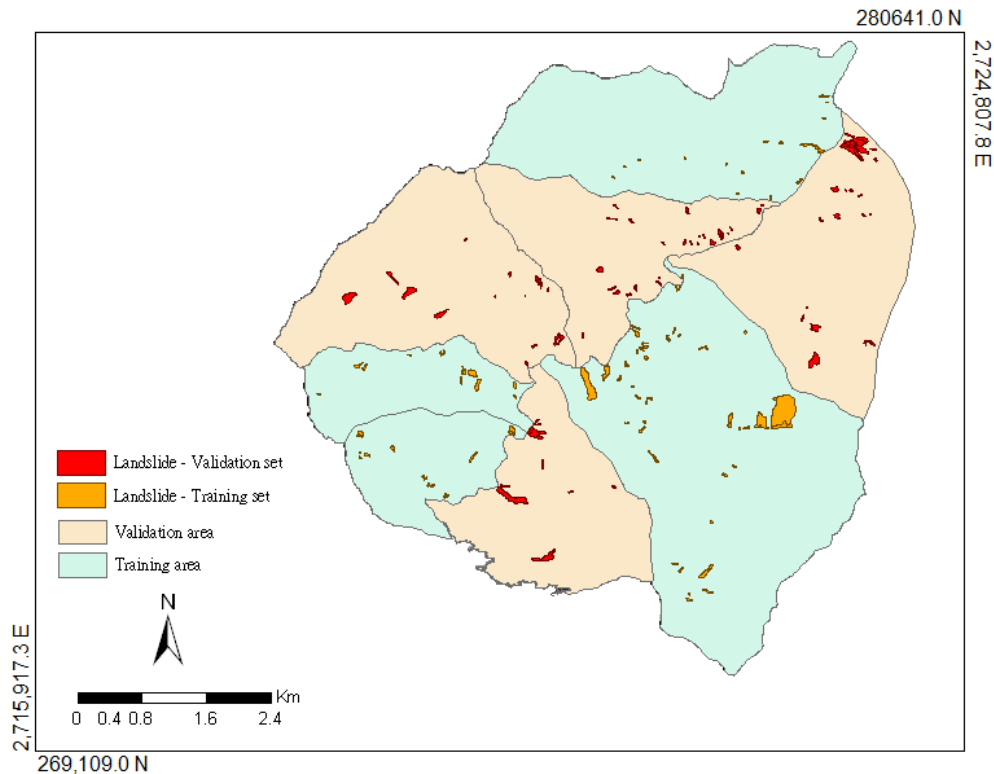 280641.0 N
2,724,807.8 E
Landslide - Validation set
Landslide - Training set
Validation area
Training area
N
Km
0 0.4 0.8 1.6 2.4
2,715,917.3 E
269,109.0 N